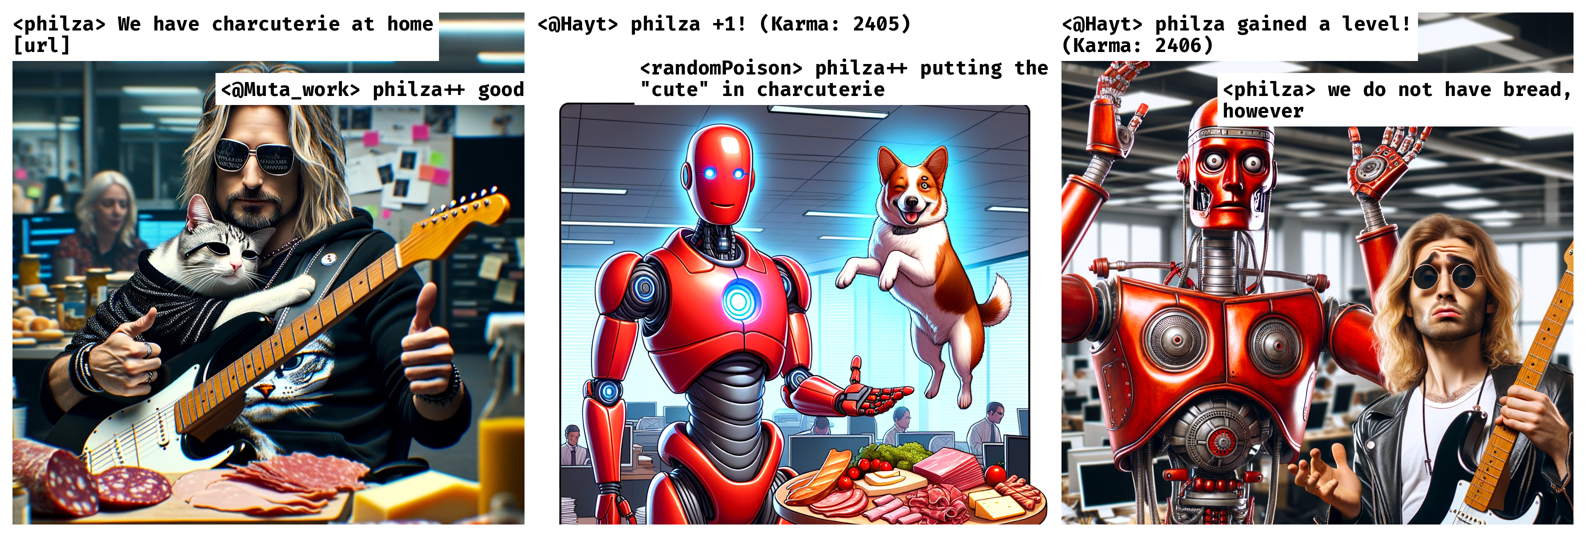 <philza> We have charcuterie at home
[url]
<@Muta_work> philza++ good
<@Hayt> philza +1! (Karma: 2405)
<randomPoison> philza++ putting the
"cute" in charcuterie
<@Hayt> philza gained a level!
(Karma: 2406)
<philza> we do not have bread,
however